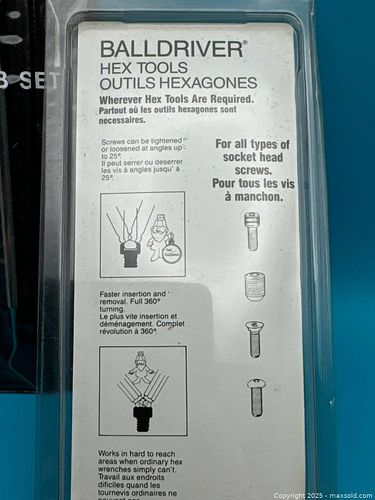 BALLDRIVER®
HEX TOOLS
OUTILS HEXAGONES
Wherever Hex Tools Are Required.
Partout où les outils hexagones sont
necessaires.
Screws can be tightened
or loosened at angles up
to 25°.
Il peut serrer ou deserrer
les vis à angles jusqu' à
25°.
For all types of
socket head
screws.
Pour tous les vis
à manchon.
Faster insertion and
removal. Full 360°
turning.
Le plus vite insertion et
déménagement. Complet
révolution à 360°.
Works in hard to reach
areas when ordinary hex
wrenches simply can't.
Travail aux endroits
difficiles quand les
tournevis ordinaires ne
SET
Copyright © 2025 - maxsold.com